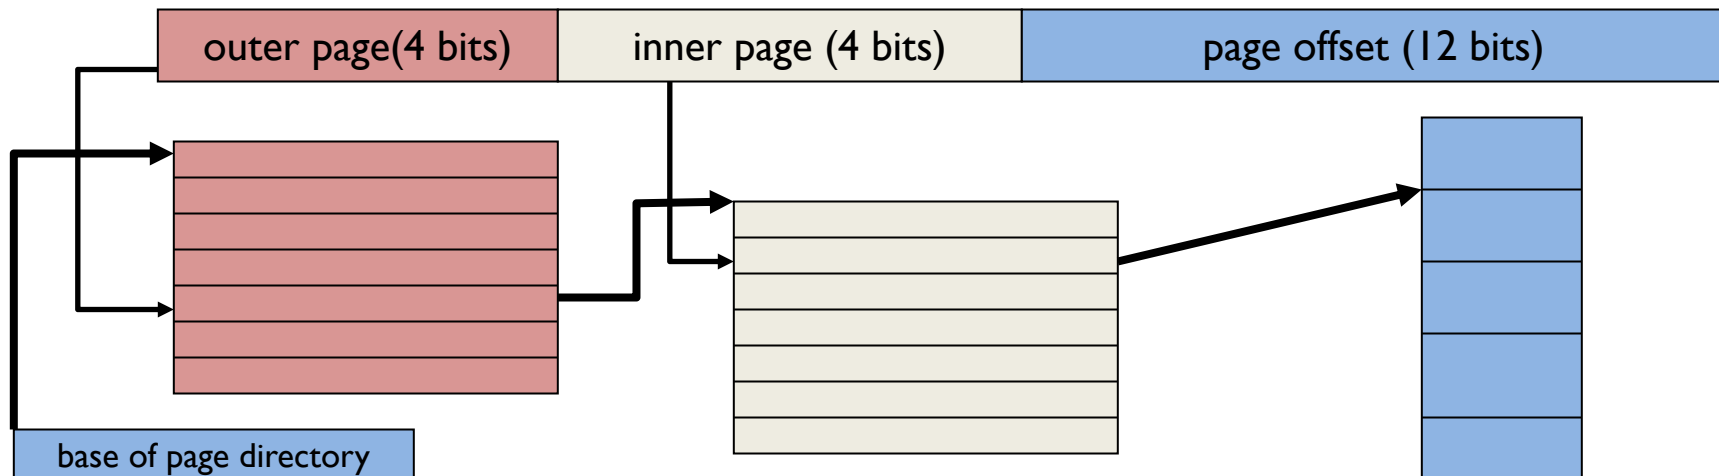 outer page(4 bits) inner page (4 bits) page offset (12 bits)
base of page directory